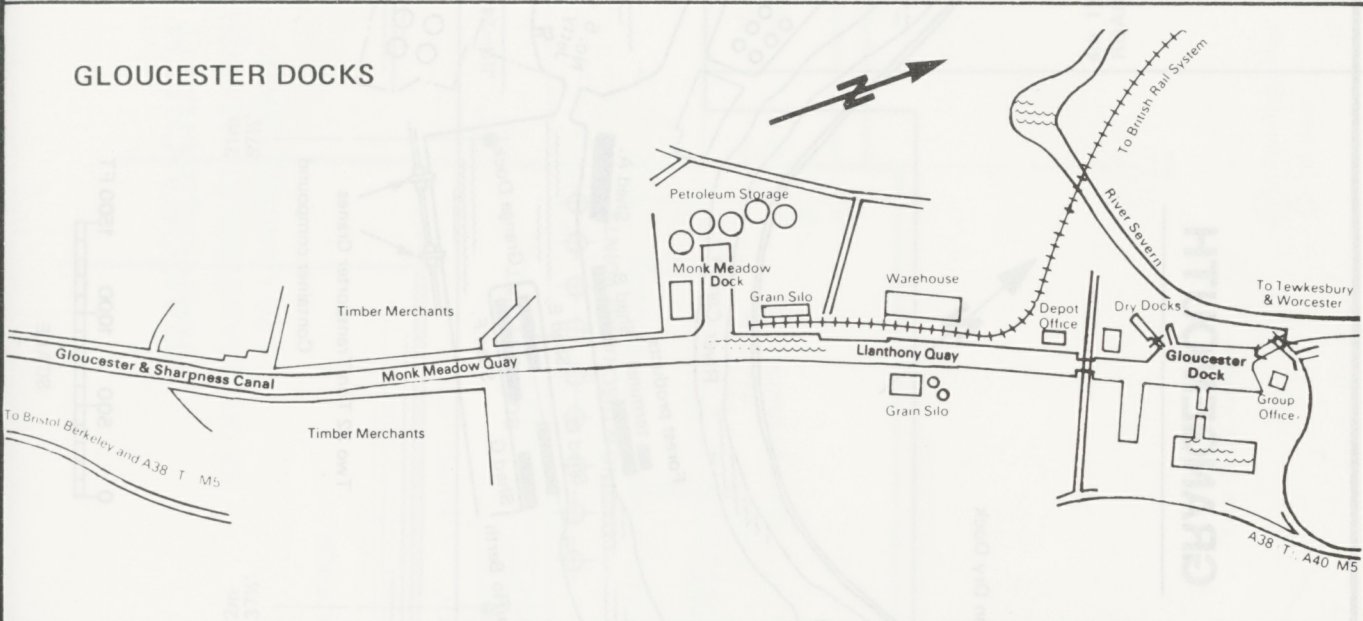 GLOUCESTER DOCKS
N
To British Rail System
River Severn
To Tewkesbury
& Worcester
Petroleum Storage
Monk Meadow
Dock
Grain Silo
Warehouse
Depot
Office
Dry Docks
Timber Merchants
Gloucester & Sharpness Canal
Monk Meadow Quay
Llanthony Quay
Gloucester
Dock
Group
Office
Grain Silo
To Bristol Berkeley and A38 T M5
Timber Merchants
A38 T. A40 M5